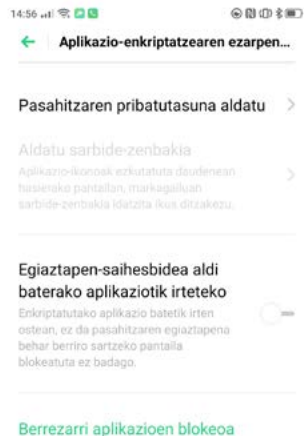 14:56
Aplikazio-enkriptatzearen ezarpen...
Pasahitzaren pribatutasuna aldatu
Aldatu sarbide-zenbakia
Aplikazio-ikonoak ezkutatuta daudenean
hasierako pantailan, markagailuan
sarbide-zenbakia idatzita ikus ditzakezu.
Egiaztapen-saihesbidea aldi
baterako aplikaziotik irteteko
Enkriptatutako aplikazio batetik irten
ostean, ez da pasahitzaren egiaztapena
behar berriro sartzeko pantaila
blokeatuta ez badago.
Berrezarri aplikazioen blokeoa